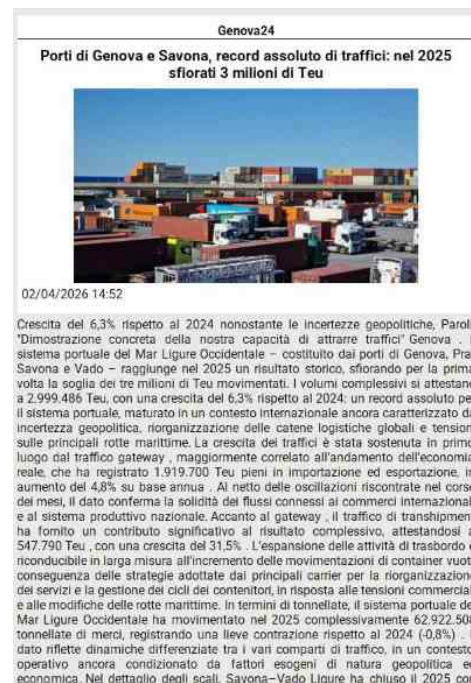 Genova24
Porti di Genova e Savona, record assoluto di traffici: nel 2025
sfiorati 3 milioni di Teu
02/04/2026 14:52
Crescita del 6,3% rispetto al 2024 nonostante le incertezze geopolitiche, Parol
"Dimostrazione concreta della nostra capacità di attrarre traffici" Genova .
sistema portuale del Mar Ligure Occidentale – costituito dai porti di Genova, Pra
Savona e Vado – raggiunge nel 2025 un risultato storico, sfiorando per la prima
volta la soglia dei tre milioni di Teu movimentati. I volumi complessivi si attestan
a 2.999.486 Teu, con una crescita del 6,3% rispetto al 2024: un record assoluto pe
il sistema portuale, maturato in un contesto internazionale ancora caratterizzato da
incertezza geopolitica, riorganizzazione delle catene logistiche globali e tension
sulle principali rotte marittime. La crescita dei traffici è stata sostenuta in primo
luogo dal traffico gateway , maggiormente correlato all'andamento dell'economia
reale, che ha registrato 1.919.700 Teu pieni in importazione ed esportazione, in
aumento del 4,8% su base annua . Al netto delle oscillazioni riscontrate nel corso
dei mesi, il dato conferma la solidità dei flussi connessi ai commerci internazional
e al sistema produttivo nazionale. Accanto al gateway , il traffico di transhipmen
ha fornito un contributo significativo al risultato complessivo, attestandosi a
547.790 Teu , con una crescita del 31,5% . L'espansione delle attività di trasbordo è
riconducibile in larga misura all'incremento delle movimentazioni di container vuoti
conseguenza delle strategie adottate dai principali carrier per la riorganizzazione
dei servizi e la gestione dei cicli dei contenitori, in risposta alle tensioni commercial
e alle modifiche delle rotte marittime. In termini di tonnellate, il sistema portuale de
Mar Ligure Occidentale ha movimentato nel 2025 complessivamente 62.922.508
tonnellate di merci, registrando una lieve contrazione rispetto al 2024 (-0,8%) . I
dato riflette dinamiche differenziate tra i vari comparti di traffico, in un contesto
operativo ancora condizionato da fattori esogeni di natura geopolitica ed
economica. Nel dettaglio degli scali, Savona–Vado Ligure ha chiuso il 2025 con